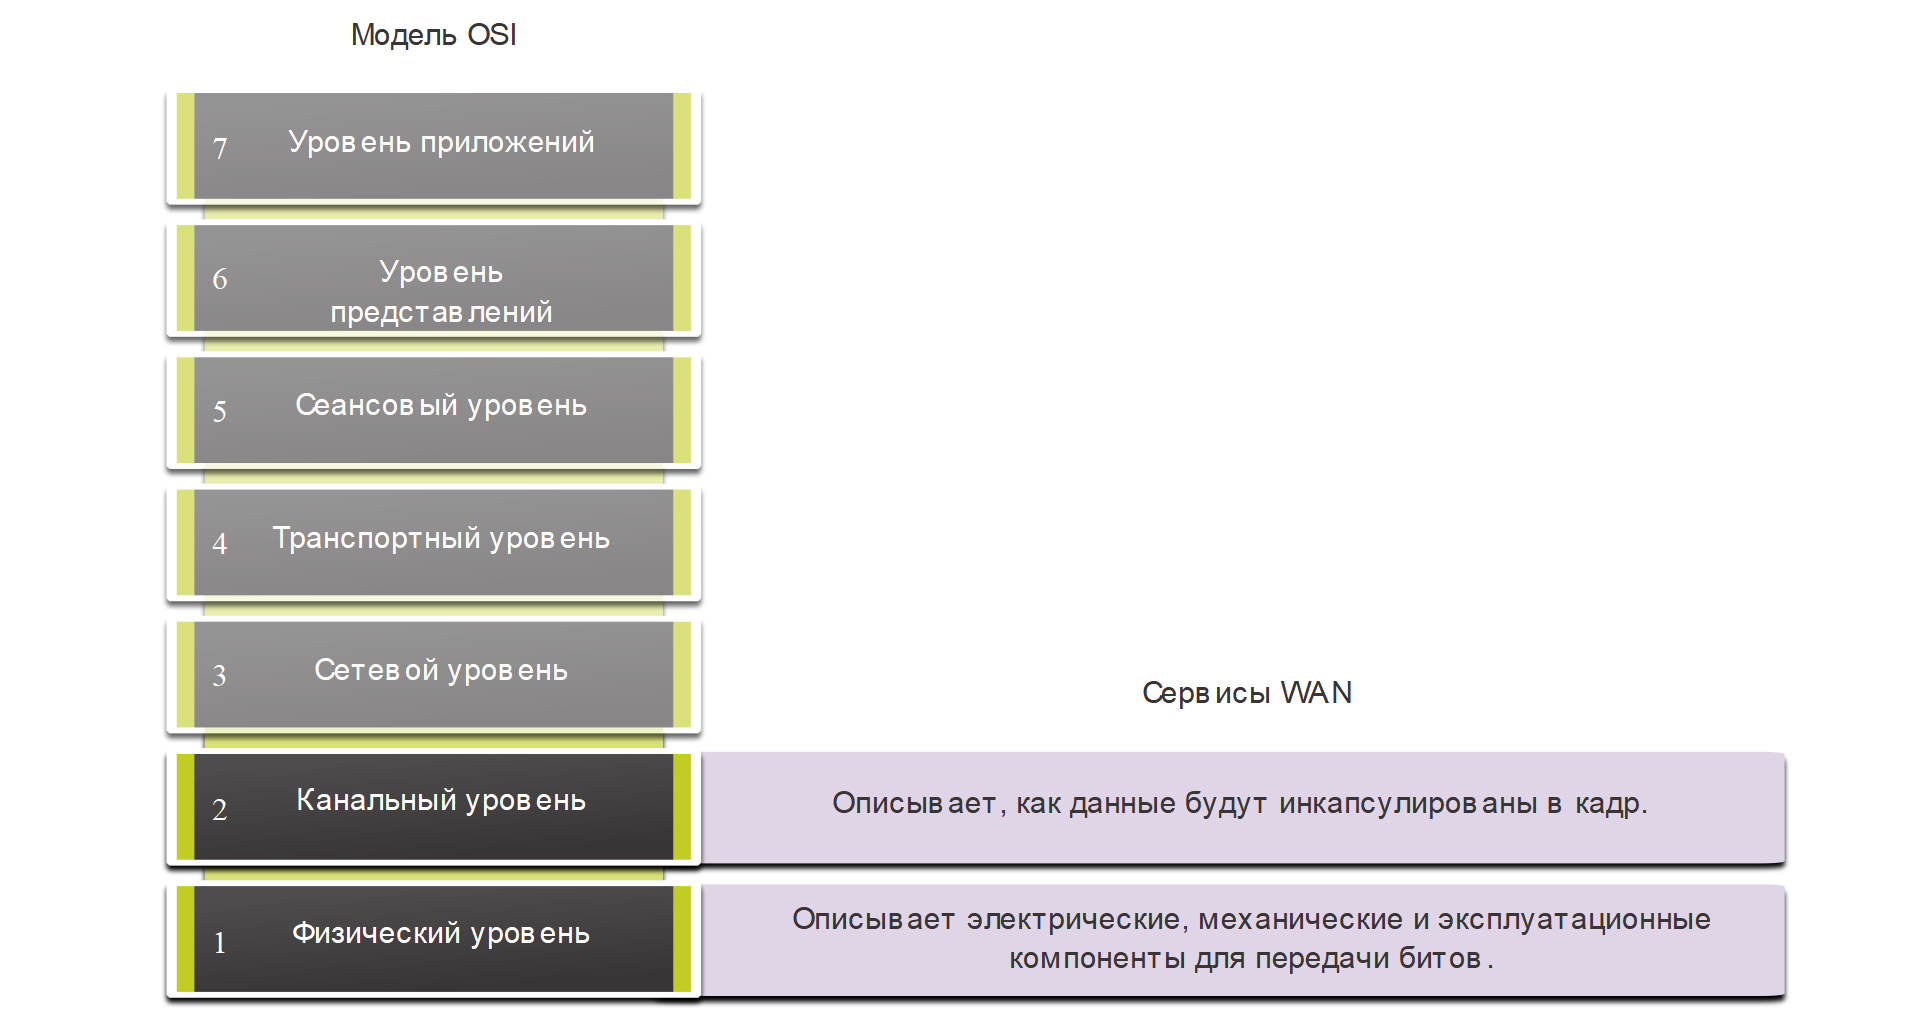 Модель OSI
7 Уровень приложений
6 Уровень
представлений
5 Сеансовый уровень
4 Транспортный уровень
3 Сетевой уровень
Сервисы WAN
2 Канальный уровень
Описывает, как данные будут инкапсулированы в кадр.
1 Физический уровень
Описывает электрические, механические и эксплуатационные
компоненты для передачи битов.